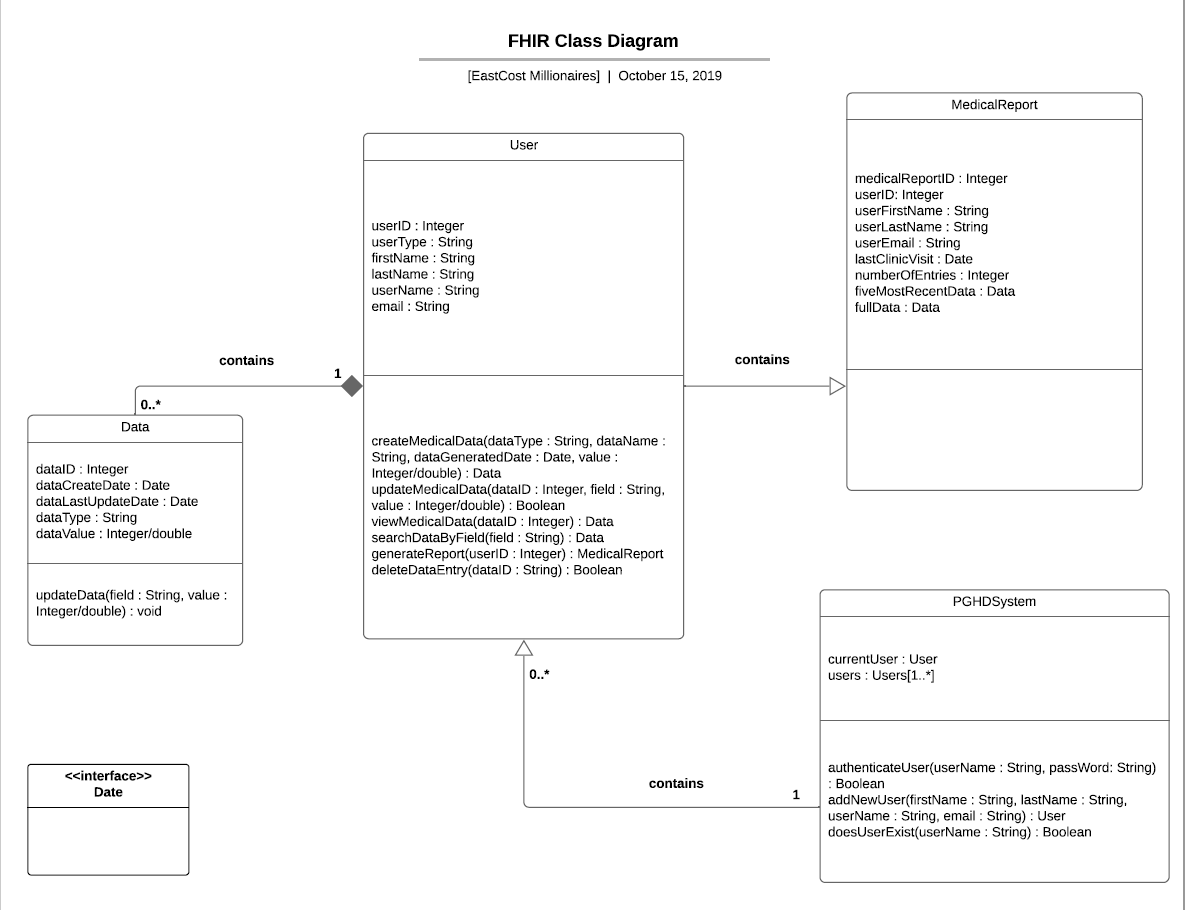 FHIR Class Diagram
[EastCost Millionaires] | October 15, 2019
MedicalReport
medicalReportID : Integer
userID: Integer
userFirstName : String
userLastName : String
userEmail : String
lastClinicVisit : Date
numberOfEntries : Integer
fiveMostRecentData : Data
fullData : Data
User
userID : Integer
userType : String
firstName : String
lastName : String
userName : String
email : String
createMedicalData(dataType : String, dataName :
String, dataGeneratedDate : Date, value :
Integer/double) : Data
updateMedicalData(dataID : Integer, field : String,
value : Integer/double) : Boolean
viewMedicalData(dataID : Integer) : Data
searchDataByField(field : String) : Data
generateReport(userID : Integer) : MedicalReport
deleteDataEntry(dataID : String) : Boolean
contains
1
0..*
contains
Data
dataID : Integer
dataCreateDate : Date
dataLastUpdateDate : Date
dataType : String
dataValue : Integer/double
updateData(field : String, value :
Integer/double) : void
0..*
contains
1
PGHDSystem
currentUser : User
users : Users[1..*]
authenticateUser(userName : String, passWord: String)
: Boolean
addNewUser(firstName : String, lastName : String,
userName : String, email : String) : User
doesUserExist(userName : String) : Boolean
<<interface>>
Date